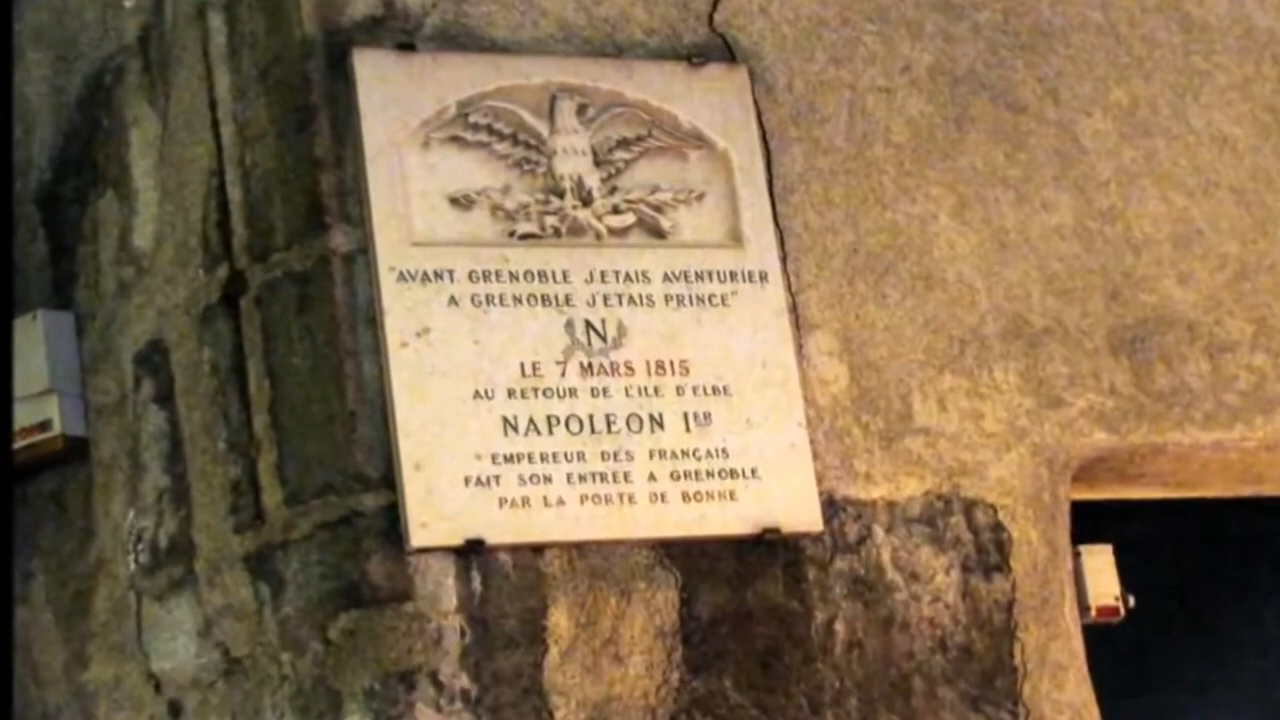 "AVANT GRENOBLE J'ETAIS AVENTURIER
A GRENOBLE J'ETAIS PRINCE"
N
LE 7 MARS 1815
AU RETOUR DE L'ILE D'ELBE
NAPOLEON IER
EMPEREUR DES FRANÇAIS
FAIT SON ENTREE A GRENOBLE
PAR LA PORTE DE BONNE